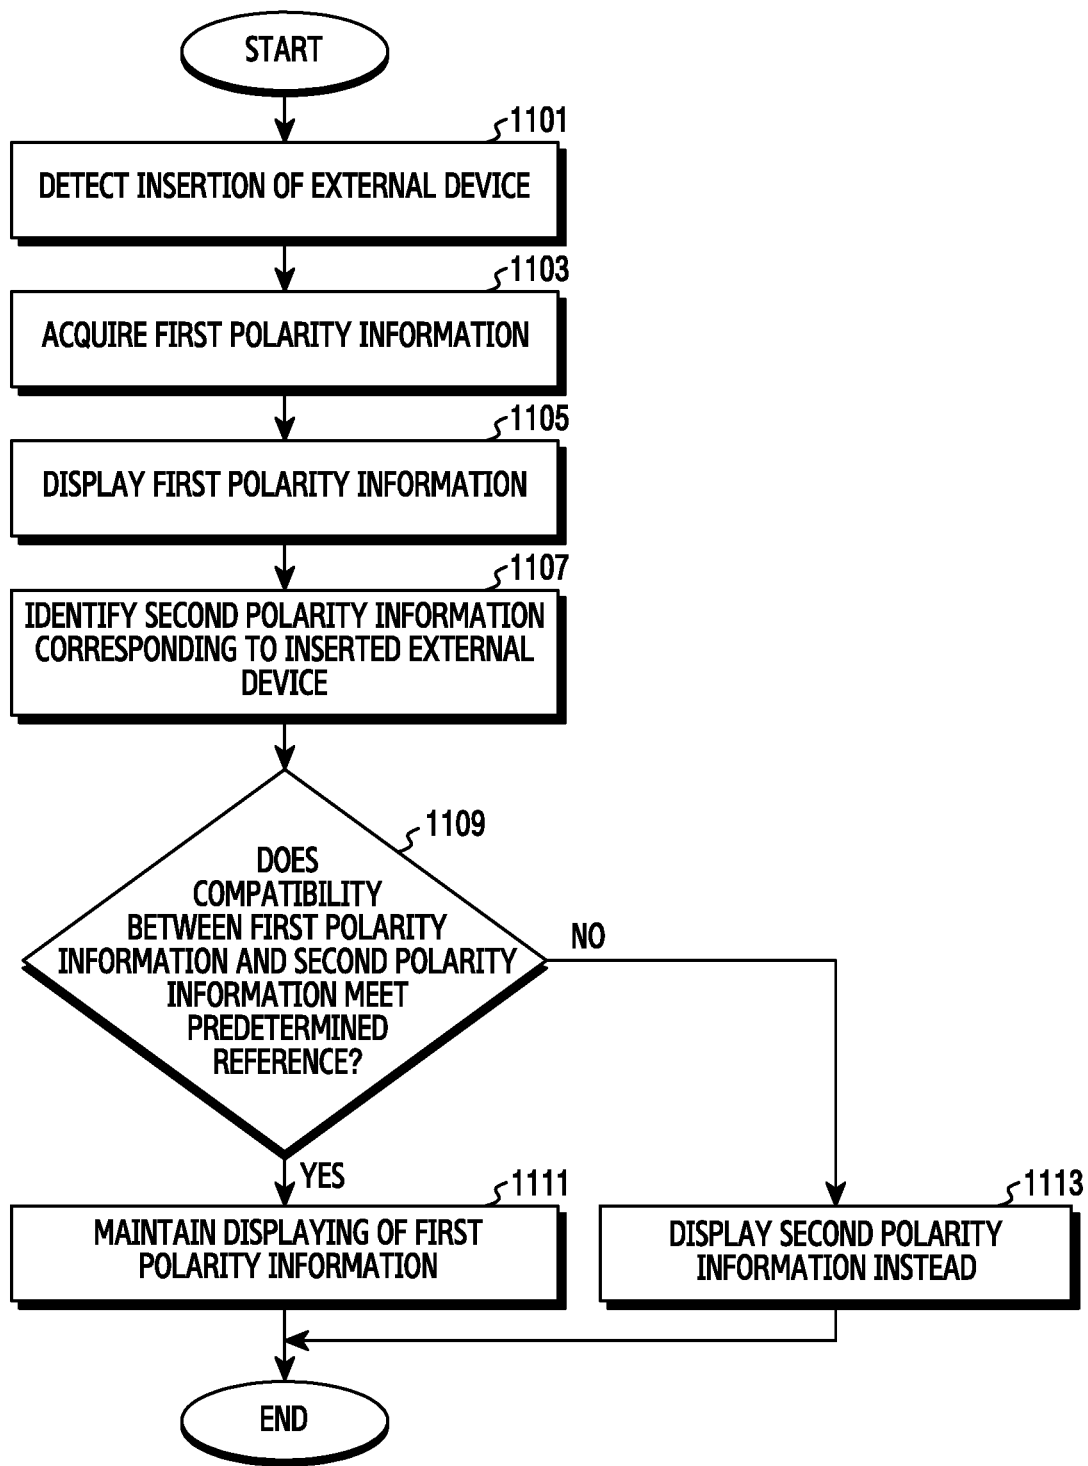 START
1101
DETECT INSERTION OF EXTERNAL DEVICE
1103
ACQUIRE FIRST POLARITY INFORMATION
1105
DISPLAY FIRST POLARITY INFORMATION
1107
IDENTIFY SECOND POLARITY INFORMATION
CORRESPONDING TO INSERTED EXTERNAL
DEVICE
1109
DOES
COMPATIBILITY
BETWEEN FIRST POLARITY
INFORMATION AND SECOND POLARITY
INFORMATION MEET
PREDETERMINED
REFERENCE?
NO
YES
1111
MAINTAIN DISPLAYING OF FIRST
POLARITY INFORMATION
1113
DISPLAY SECOND POLARITY
INFORMATION INSTEAD
END